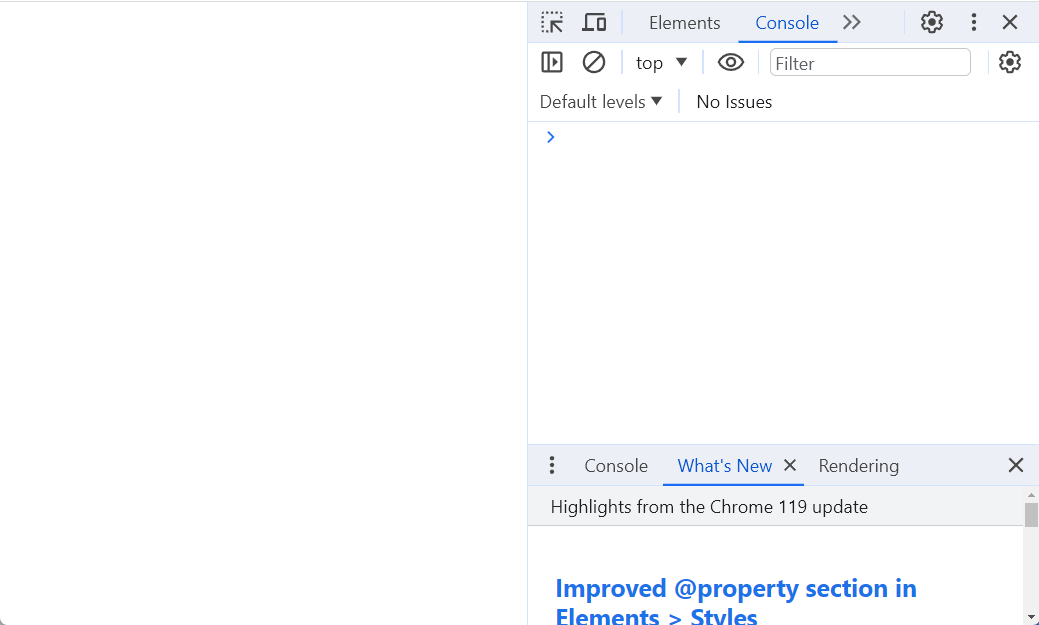 Elements Console
top Filter
Default levels No Issues
Console What's New Rendering
Highlights from the Chrome 119 update
Improved @property section in
Elements > Styles